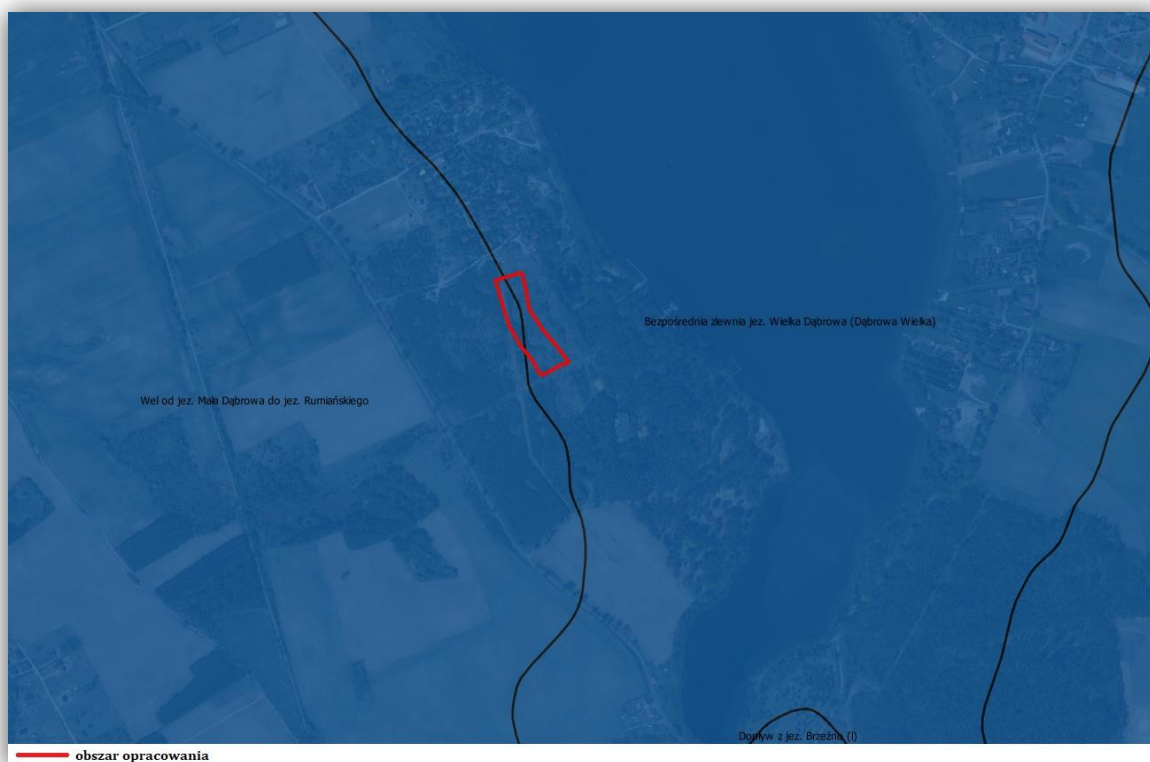 Bezpośrednia zlewnia jez. Wielka Dąbrowa (Dąbrowa Wielka)
Wel od jez. Mała Dąbrowa do jez. Rumiańskiego
Dopływ z jez. Brzeźno (I)
obszar opracowania